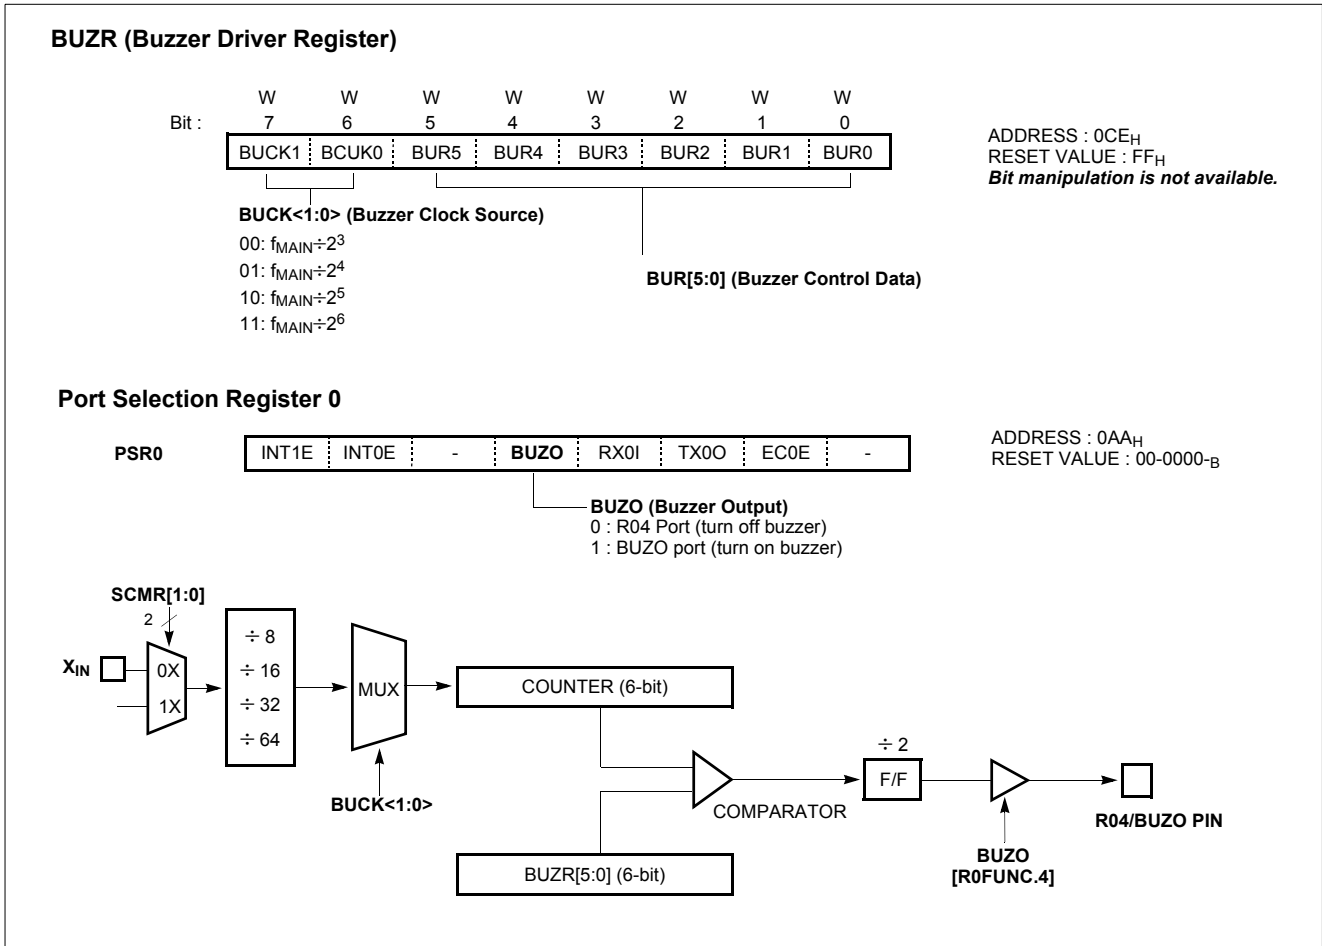 BUZR (Buzzer Driver Register)
W W W W W W W W
Bit : 7 6 5 4 3 2 1 0
BUCK1 BCUK0 BUR5 BUR4 BUR3 BUR2 BUR1 BUR0
ADDRESS : 0CEH
RESET VALUE : FFH
Bit manipulation is not available.
BUCK<1:0> (Buzzer Clock Source)
00: fMAIN÷2³
01: fMAIN÷2⁴
10: fMAIN÷2⁵
11: fMAIN÷2⁶
BUR[5:0] (Buzzer Control Data)
Port Selection Register 0
PSR0 INT1E INT0E - BUZO RX0I TX0O EC0E -
ADDRESS : 0AAH
RESET VALUE : 00-0000-B
BUZO (Buzzer Output)
0 : R04 Port (turn off buzzer)
1 : BUZO port (turn on buzzer)
SCMR[1:0]
2
XIN
0X
1X
÷ 8
÷ 16
÷ 32
÷ 64
MUX
BUCK<1:0>
COUNTER (6-bit)
BUZR[5:0] (6-bit)
COMPARATOR
÷ 2
F/F
BUZO
[R0FUNC.4]
R04/BUZO PIN